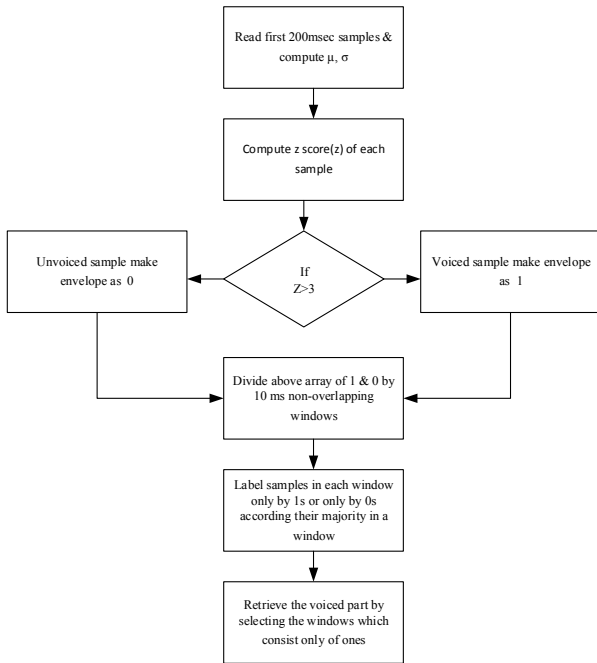 Read first 200msec samples &
compute µ, σ
Compute z score(z) of each
sample
Unvoiced sample make
envelope as 0
If
Z>3
Voiced sample make envelope
as 1
Divide above array of 1 & 0 by
10 ms non-overlapping
windows
Label samples in each window
only by 1s or only by 0s
according their majority in a
window
Retrieve the voiced part by
selecting the windows which
consist only of ones